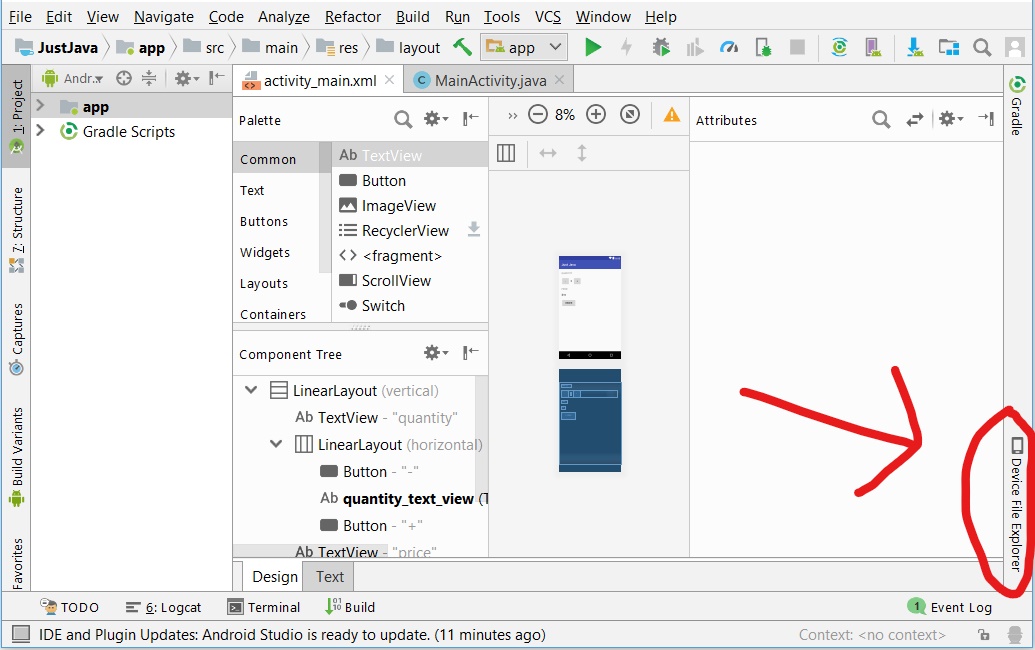 File Edit View Navigate Code Analyze Refactor Build Run Tools VCS Window Help
JustJava app src main res layout app
1: Project
7: Structure
Captures
Build Variants
Favorites
Andr..
app
Gradle Scripts
activity_main.xml MainActivity.java
Palette
Common
Text
Buttons
Widgets
Layouts
Containers
Ab TextView
Button
ImageView
RecyclerView
<> <fragment>
ScrollView
Switch
Component Tree
LinearLayout (vertical)
Ab TextView - "quantity"
LinearLayout (horizontal)
Button - "-"
Ab quantity_text_view (T
Button - "+"
Ab TextView - "price"
Design Text
» 8%
Attributes
Gradle
Device File Explorer
TODO 6: Logcat Terminal Build 1 Event Log
IDE and Plugin Updates: Android Studio is ready to update. (11 minutes ago) Context: <no context>